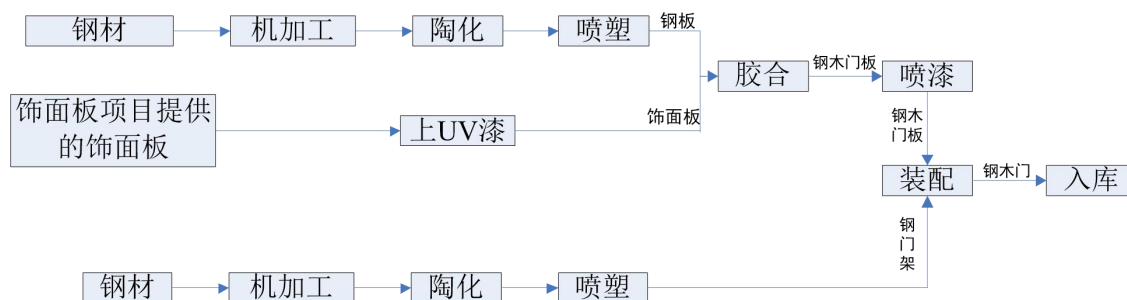 钢材
机加工
陶化
喷塑
钢板
胶合
钢木门板
喷漆
饰面板项目提供
的饰面板
上UV漆
饰面板
钢木
门板
装配
钢木门
入库
钢
门
架
钢材
机加工
陶化
喷塑